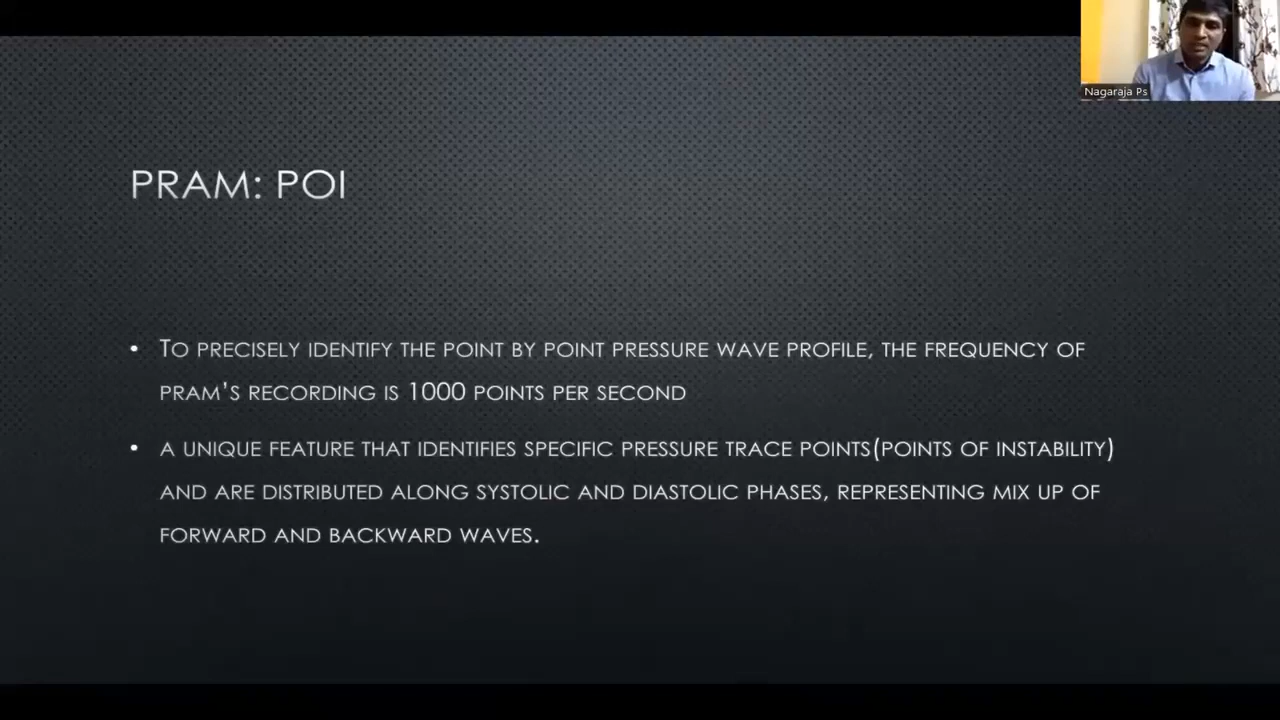 Nagaraja Ps
PRAM: POI
• TO PRECISELY IDENTIFY THE POINT BY POINT PRESSURE WAVE PROFILE, THE FREQUENCY OF
PRAM'S RECORDING IS 1000 POINTS PER SECOND
• A UNIQUE FEATURE THAT IDENTIFIES SPECIFIC PRESSURE TRACE POINTS(POINTS OF INSTABILITY)
AND ARE DISTRIBUTED ALONG SYSTOLIC AND DIASTOLIC PHASES, REPRESENTING MIX UP OF
FORWARD AND BACKWARD WAVES.